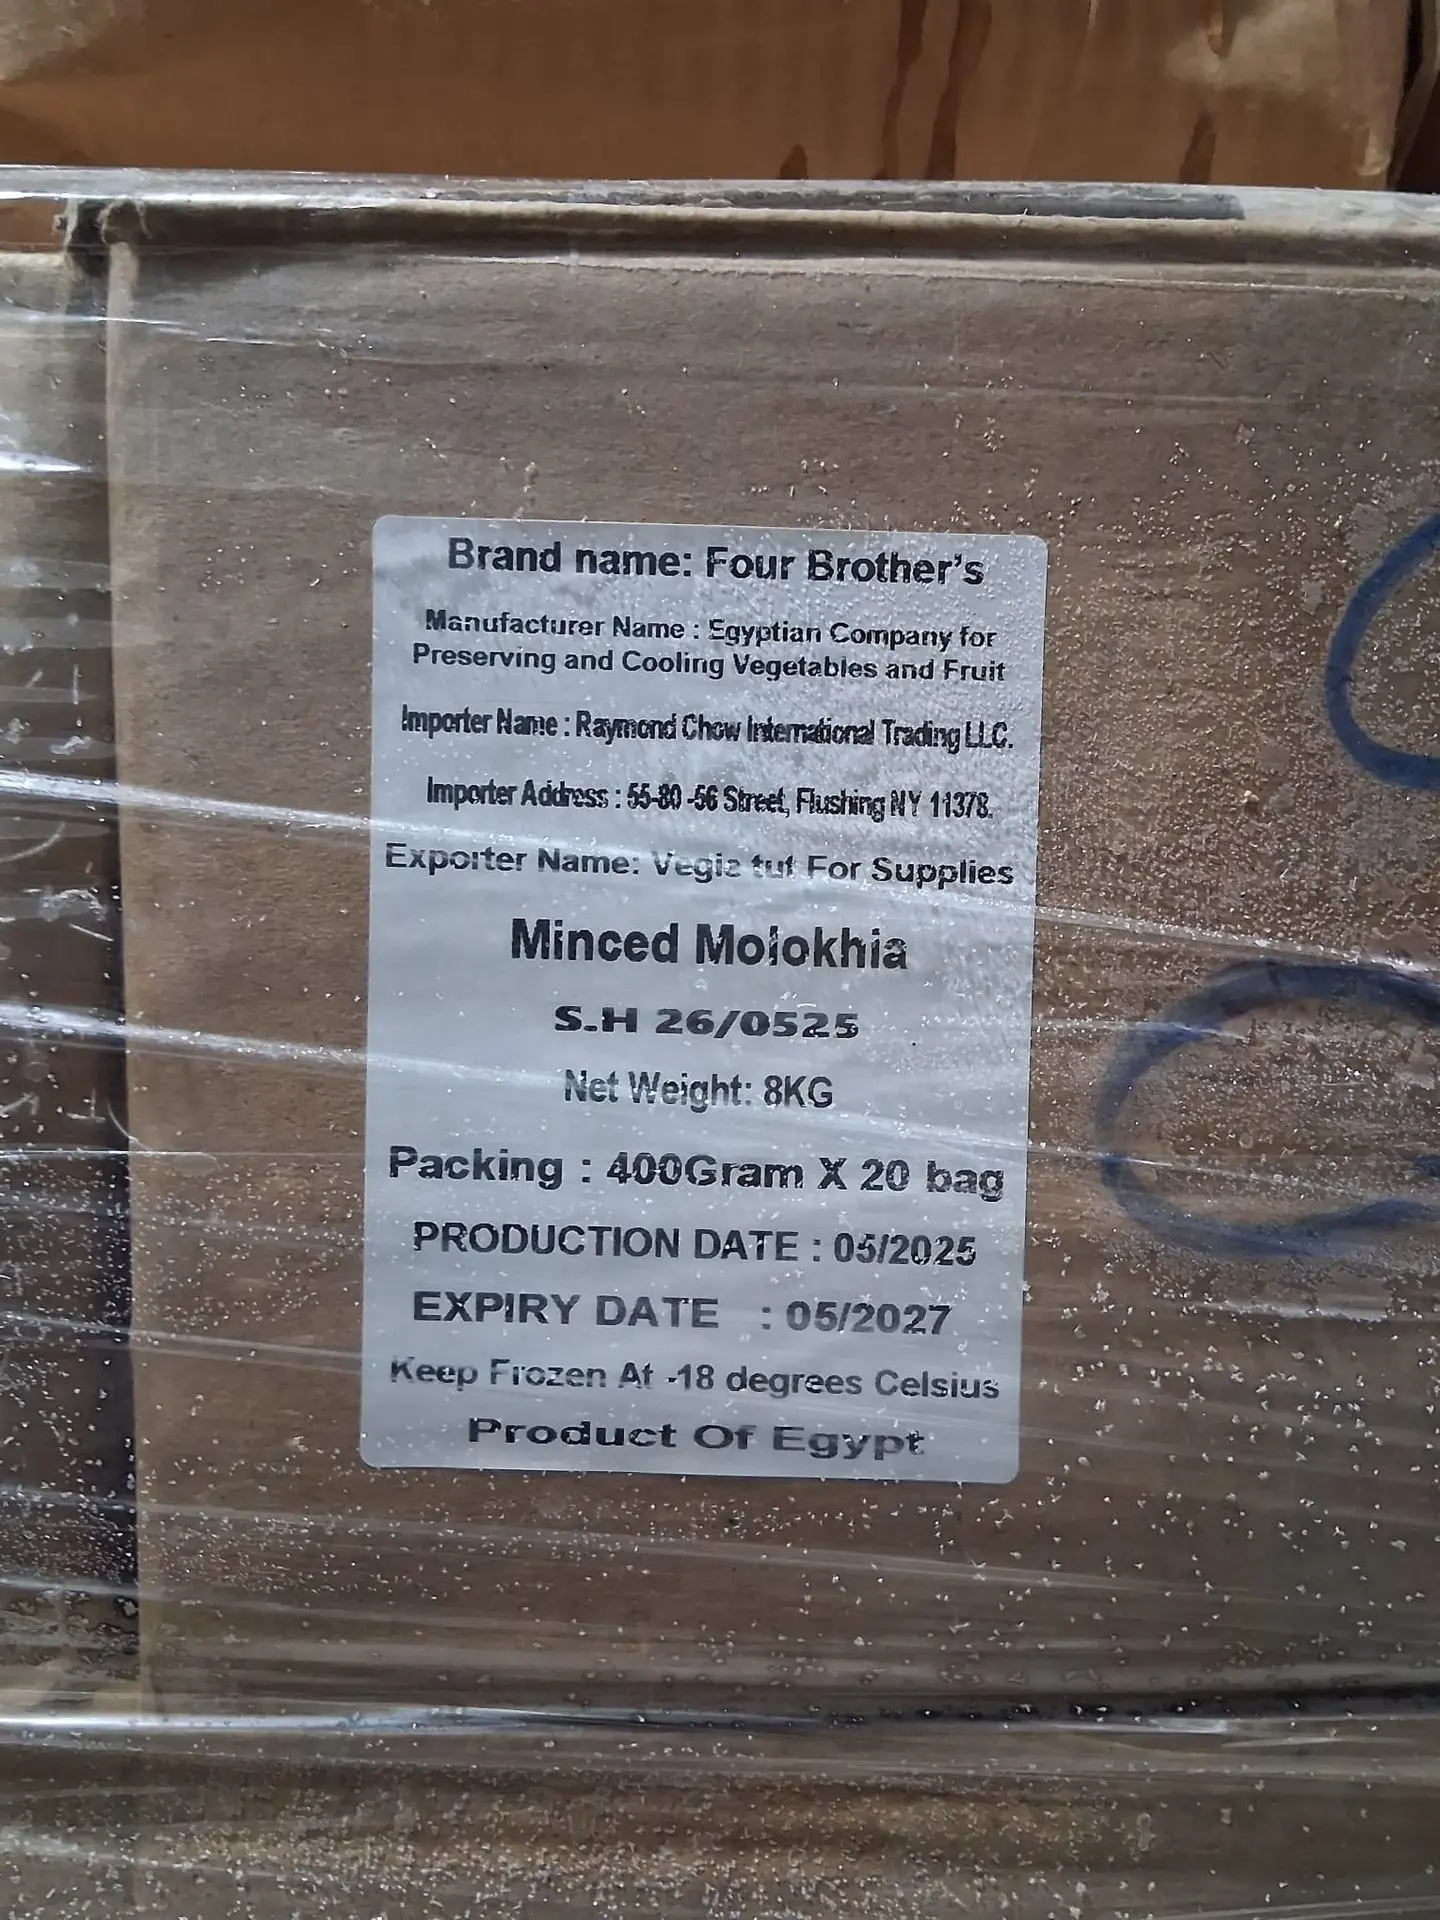 Brand name: Four Brother's
Manufacturer Name : Egyptian Company for
Preserving and Cooling Vegetables and Fruit
Importer Name : Raymond Chow International Trading LLC.
Importer Address : 55-80 -56 Street, Flushing NY 11378.
Exporter Name: Vegie tut For Supplies
Minced Molokhia
S.H 26/0525
Net Weight: 8KG
Packing : 400Gram X 20 bag
PRODUCTION DATE : 05/2025
EXPIRY DATE : 05/2027
Keep Frozen At -18 degrees Celsius
Product Of Egypt